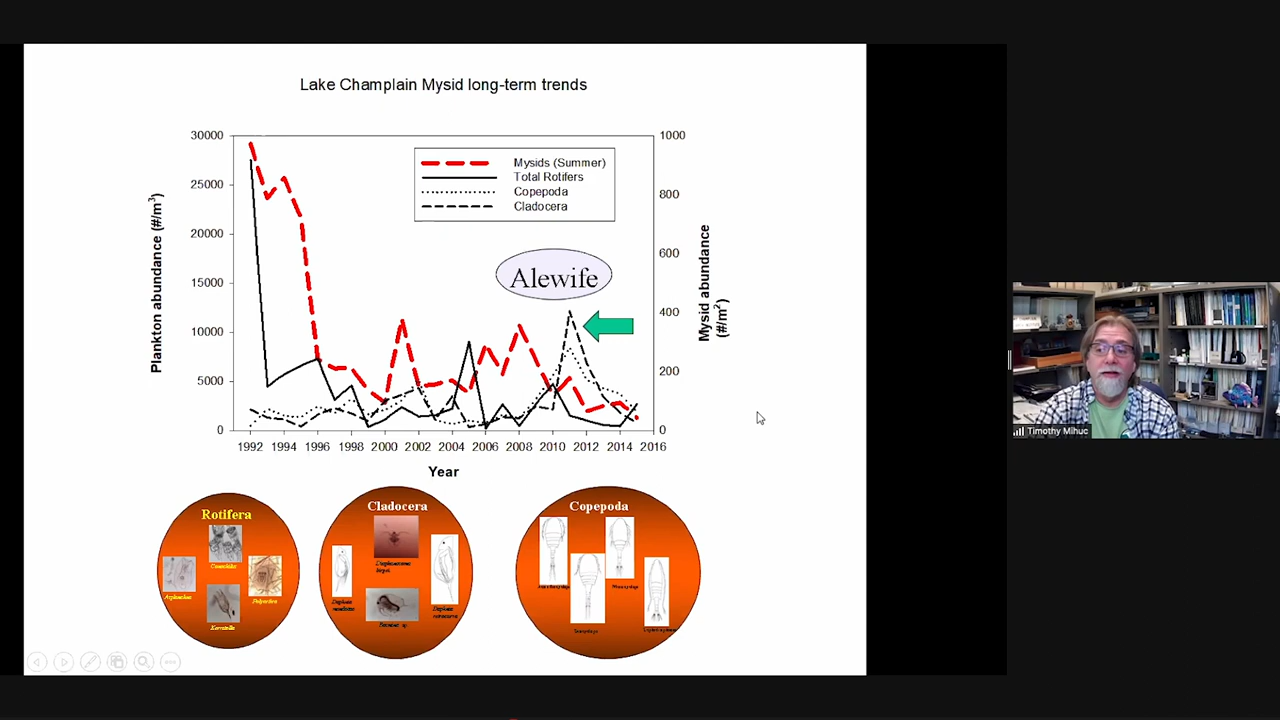 Lake Champlain Mysid long-term trends
30000
25000
20000
15000
10000
5000
0
Plankton abundance (#/m³)
Mysids (Summer)
Total Rotifers
Copepoda
Cladocera
Alewife
1000
800
600
400
200
0
Mysid abundance
(#/m²)
1992 1994 1996 1998 2000 2002 2004 2006 2008 2010 2012 2014 2016
Year
Rotifera
Keratella
Cladocera
Copepoda
Timothy Mihuc